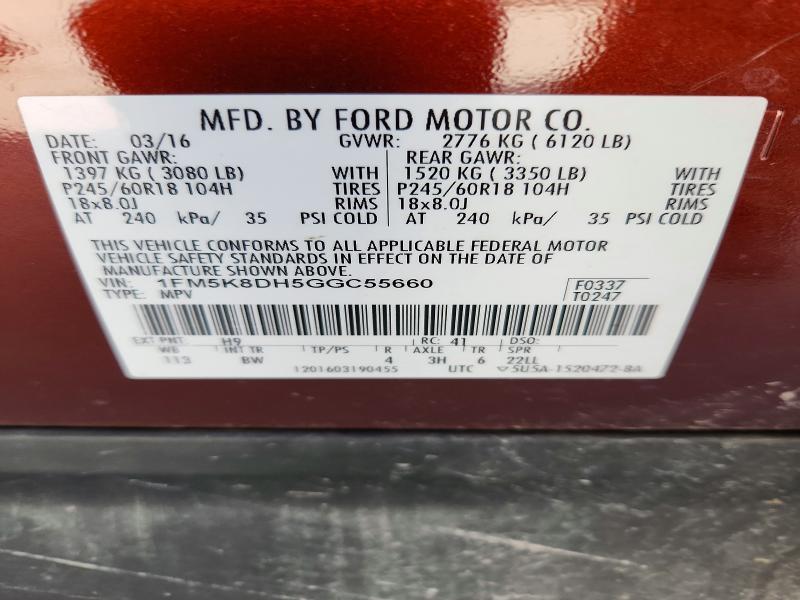 MFD. BY FORD MOTOR CO.
DATE: 03/16 GVWR: 2776 KG ( 6120 LB)
FRONT GAWR: REAR GAWR:
1397 KG ( 3080 LB) WITH 1520 KG ( 3350 LB) WITH
P245/60R18 104H TIRES P245/60R18 104H TIRES
18x8.0J RIMS 18x8.0J RIMS
AT 240 kPa/ 35 PSI COLD AT 240 kPa/ 35 PSI COLD
THIS VEHICLE CONFORMS TO ALL APPLICABLE FEDERAL MOTOR
VEHICLE SAFETY STANDARDS IN EFFECT ON THE DATE OF
MANUFACTURE SHOWN ABOVE.
VIN: 1FM5K8DH5GGC55660 F0337
TYPE: MPV T0247
EXT PNT: H9 RC: 41 DSO:
WB INT TR TP/PS R AXLE TR SPR
113 BW 4 3H 6 22LL
1201603190455 UTC ▽5U5A-1520472-8A